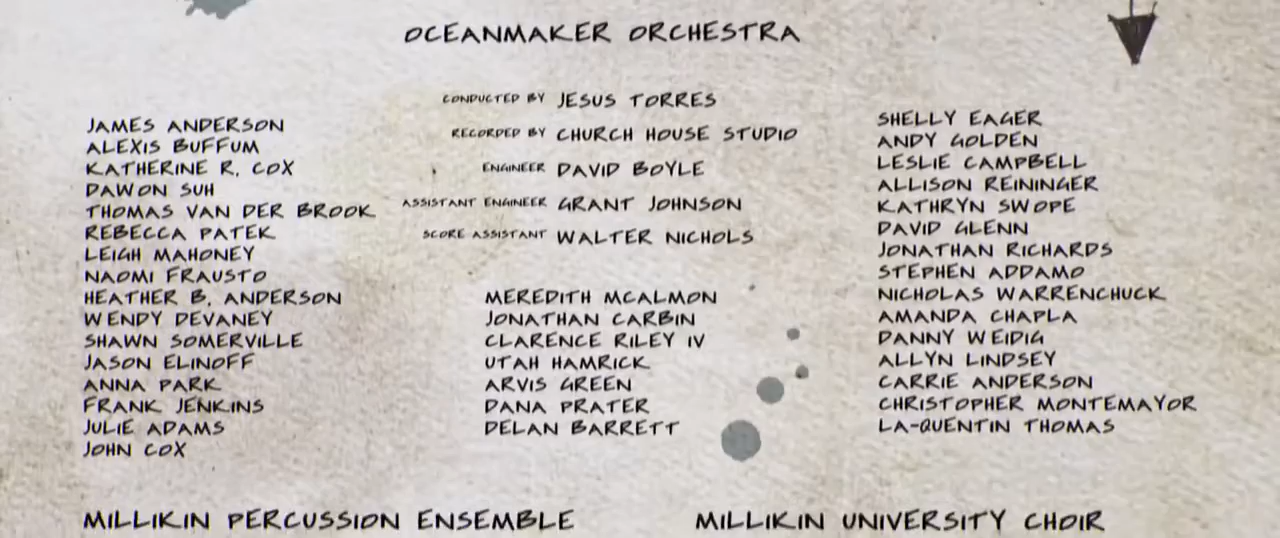 OCEANMAKER ORCHESTRA
CONDUCTED BY JESUS TORRES
RECORDED BY CHURCH HOUSE STUDIO
ENGINEER DAVID BOYLE
ASSISTANT ENGINEER GRANT JOHNSON
SCORE ASSISTANT WALTER NICHOLS
JAMES ANDERSON
ALEXIS BUFFUM
KATHERINE R. COX
DAWON SUH
THOMAS VAN DER BROOK
REBECCA PATEK
LEIGH MAHONEY
NAOMI FRAUSTO
HEATHER B. ANDERSON
WENDY DEVANEY
SHAWN SOMERVILLE
JASON ELINOFF
ANNA PARK
FRANK JENKINS
JULIE ADAMS
JOHN COX
MEREDITH MCALMON
JONATHAN CARBIN
CLARENCE RILEY IV
UTAH HAMRICK
ARVIS GREEN
DANA PRATER
DELAN BARRETT
SHELLY EAGER
ANDY GOLDEN
LESLIE CAMPBELL
ALLISON REININGER
KATHRYN SWOPE
DAVID GLENN
JONATHAN RICHARDS
STEPHEN ADDAMO
NICHOLAS WARRENCHUCK
AMANDA CHAPLA
DANNY WEIDIG
ALLYN LINDSEY
CARRIE ANDERSON
CHRISTOPHER MONTEMAYOR
LA-QUENTIN THOMAS
MILLIKIN PERCUSSION ENSEMBLE
MILLIKIN UNIVERSITY CHOIR